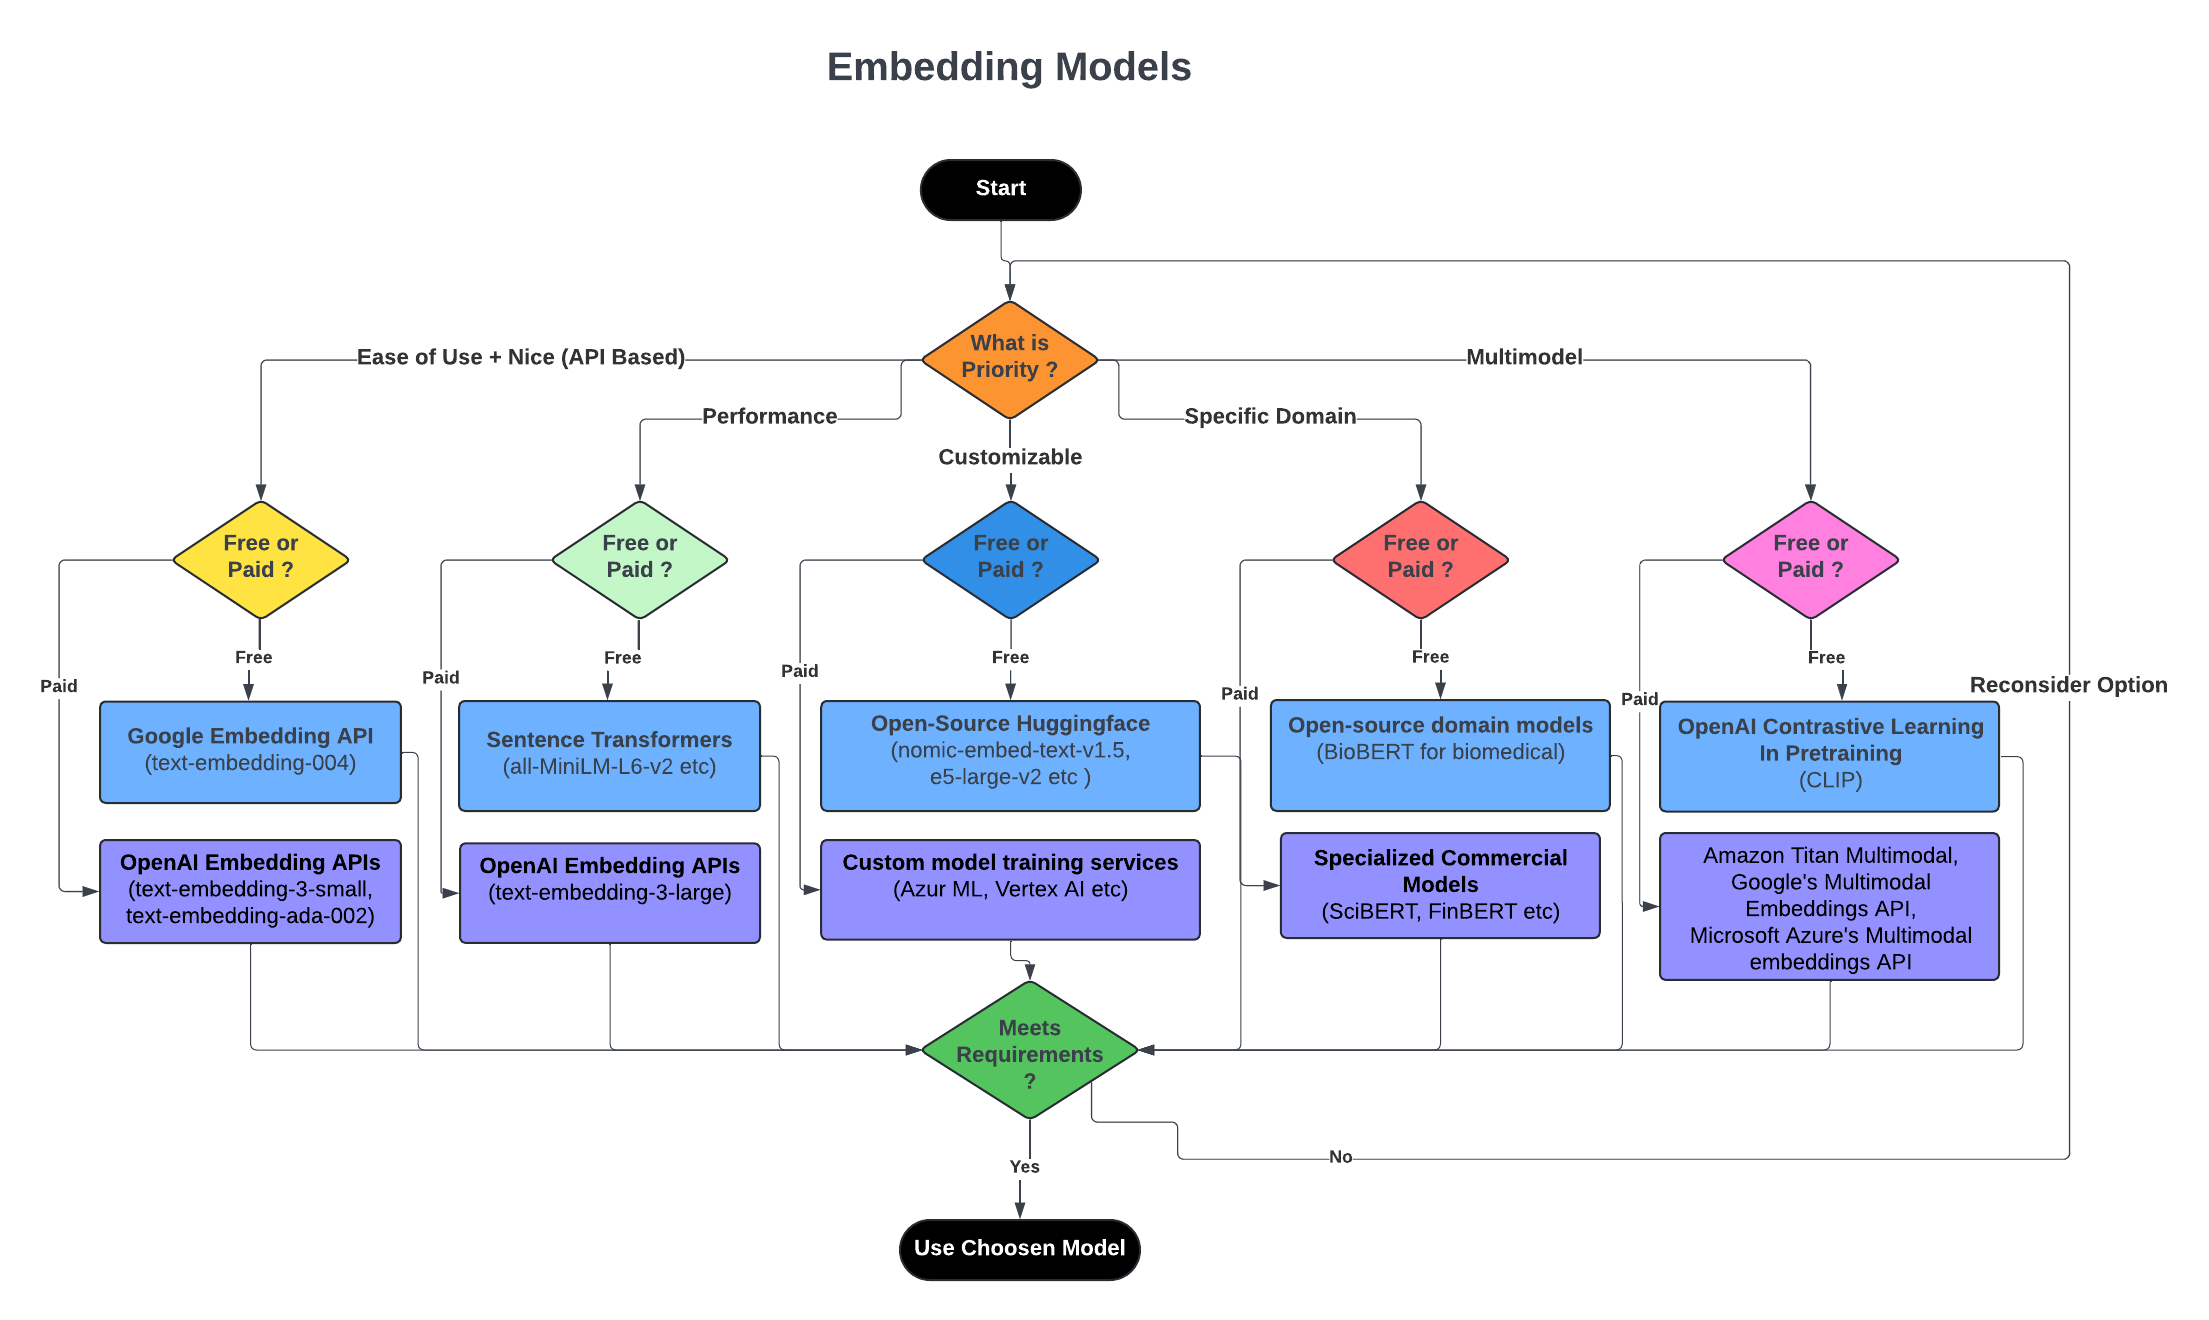 Embedding Models
Start
What is
Priority ?
Ease of Use + Nice (API Based)
Multimodel
Performance
Specific Domain
Customizable
Free or
Paid ?
Free or
Paid ?
Free or
Paid ?
Free or
Paid ?
Free or
Paid ?
Free
Free
Free
Free
Free
Paid
Paid
Paid
Paid
Paid
Reconsider Option
Google Embedding API
(text-embedding-004)
Sentence Transformers
(all-MiniLM-L6-v2 etc)
Open-Source Huggingface
(nomic-embed-text-v1.5,
e5-large-v2 etc )
Open-source domain models
(BioBERT for biomedical)
OpenAI Contrastive Learning
In Pretraining
(CLIP)
OpenAI Embedding APIs
(text-embedding-3-small,
text-embedding-ada-002)
OpenAI Embedding APIs
(text-embedding-3-large)
Custom model training services
(Azur ML, Vertex AI etc)
Specialized Commercial
Models
(SciBERT, FinBERT etc)
Amazon Titan Multimodal,
Google's Multimodal
Embeddings API,
Microsoft Azure's Multimodal
embeddings API
Meets
Requirements
?
Yes
No
Use Choosen Model